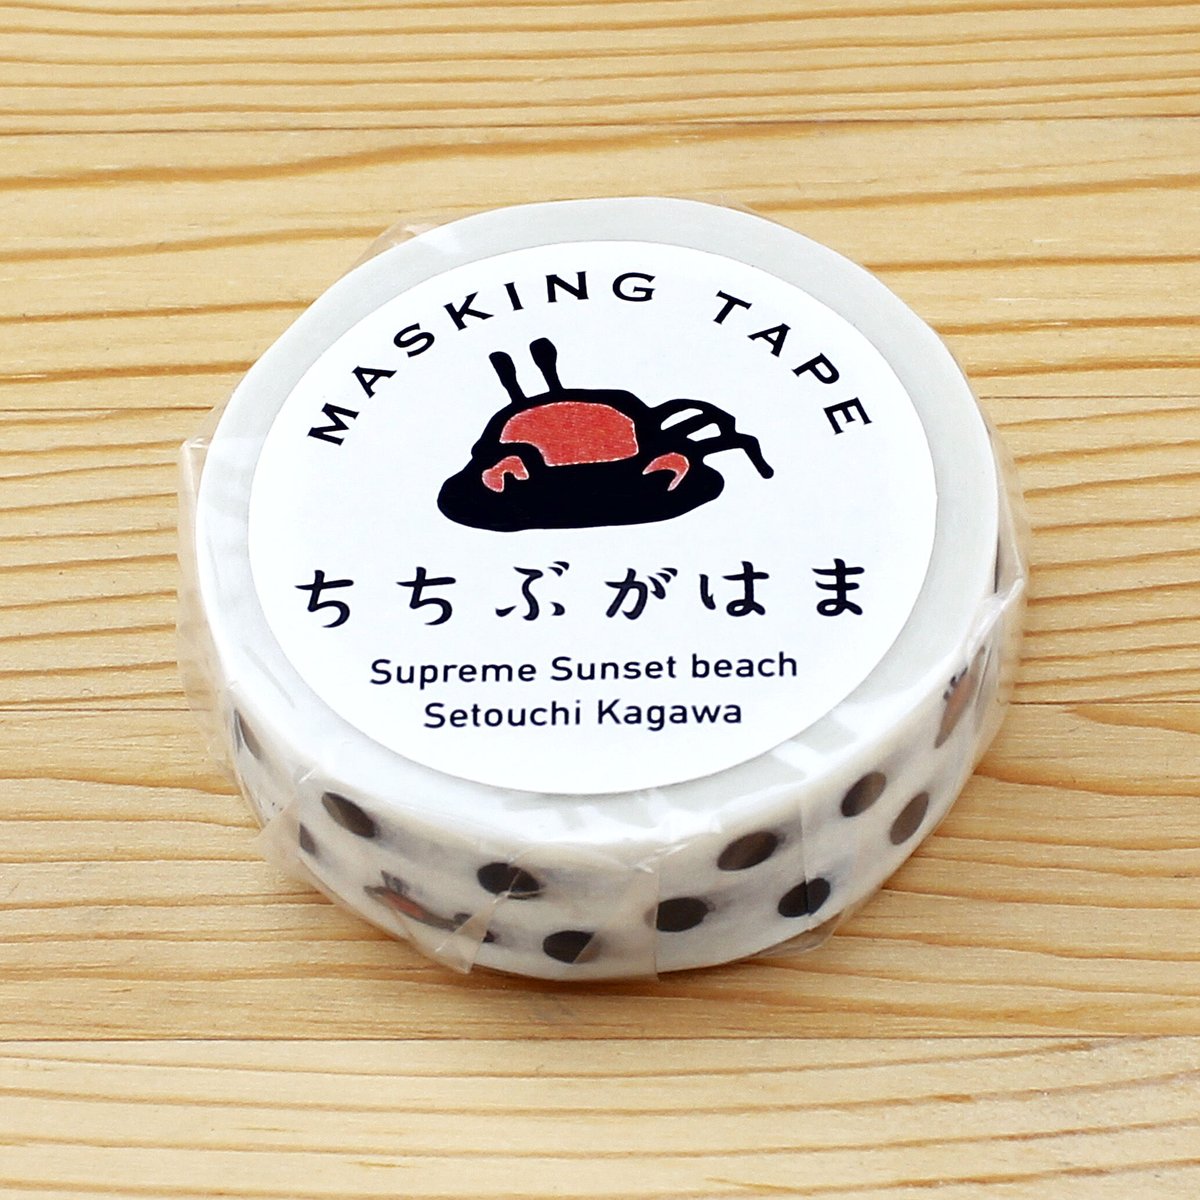 MASKING TAPE
ちちぶがはま
Supreme Sunset beach
Setouchi Kagawa